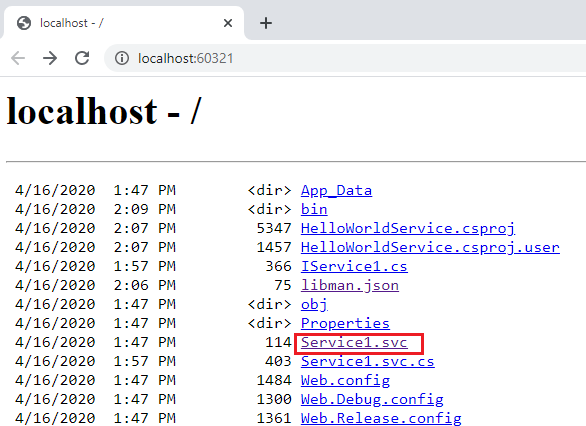 localhost - /
localhost:60321
localhost - /
4/16/2020 1:47 PM <dir> App_Data
4/16/2020 2:09 PM <dir> bin
4/16/2020 2:07 PM 5347 HelloWorldService.csproj
4/16/2020 2:07 PM 1457 HelloWorldService.csproj.user
4/16/2020 1:57 PM 366 IService1.cs
4/16/2020 2:06 PM 75 libman.json
4/16/2020 1:47 PM <dir> obj
4/16/2020 1:47 PM <dir> Properties
4/16/2020 1:47 PM 114 Service1.svc
4/16/2020 1:57 PM 403 Service1.svc.cs
4/16/2020 1:47 PM 1484 Web.config
4/16/2020 1:47 PM 1300 Web.Debug.config
4/16/2020 1:47 PM 1361 Web.Release.config